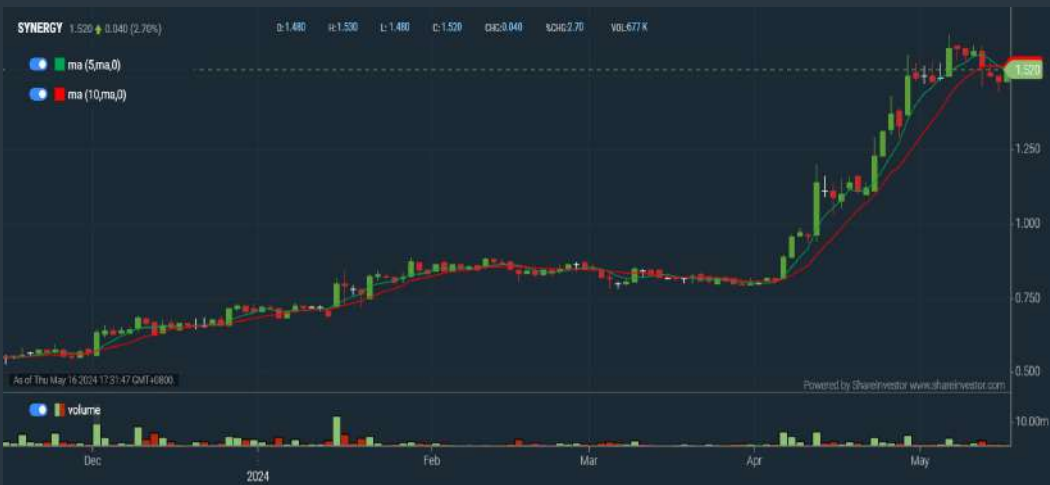 SYNERGY 1.520 0.040 (2.70%) O:1.480 H:1.530 L:1.480 C:1.520 CHG:0.040 %CHG:2.70 VOL:677 K
ma (5,ma,0)
ma (10,ma,0)
1.520
1.250
1.000
0.750
0.500
As of Thu May 16 2024 17:31:47 GMT+0800
Powered by ShareInvestor www.shareinvestor.com
volume
10.00m
Dec Feb Mar Apr May
2024